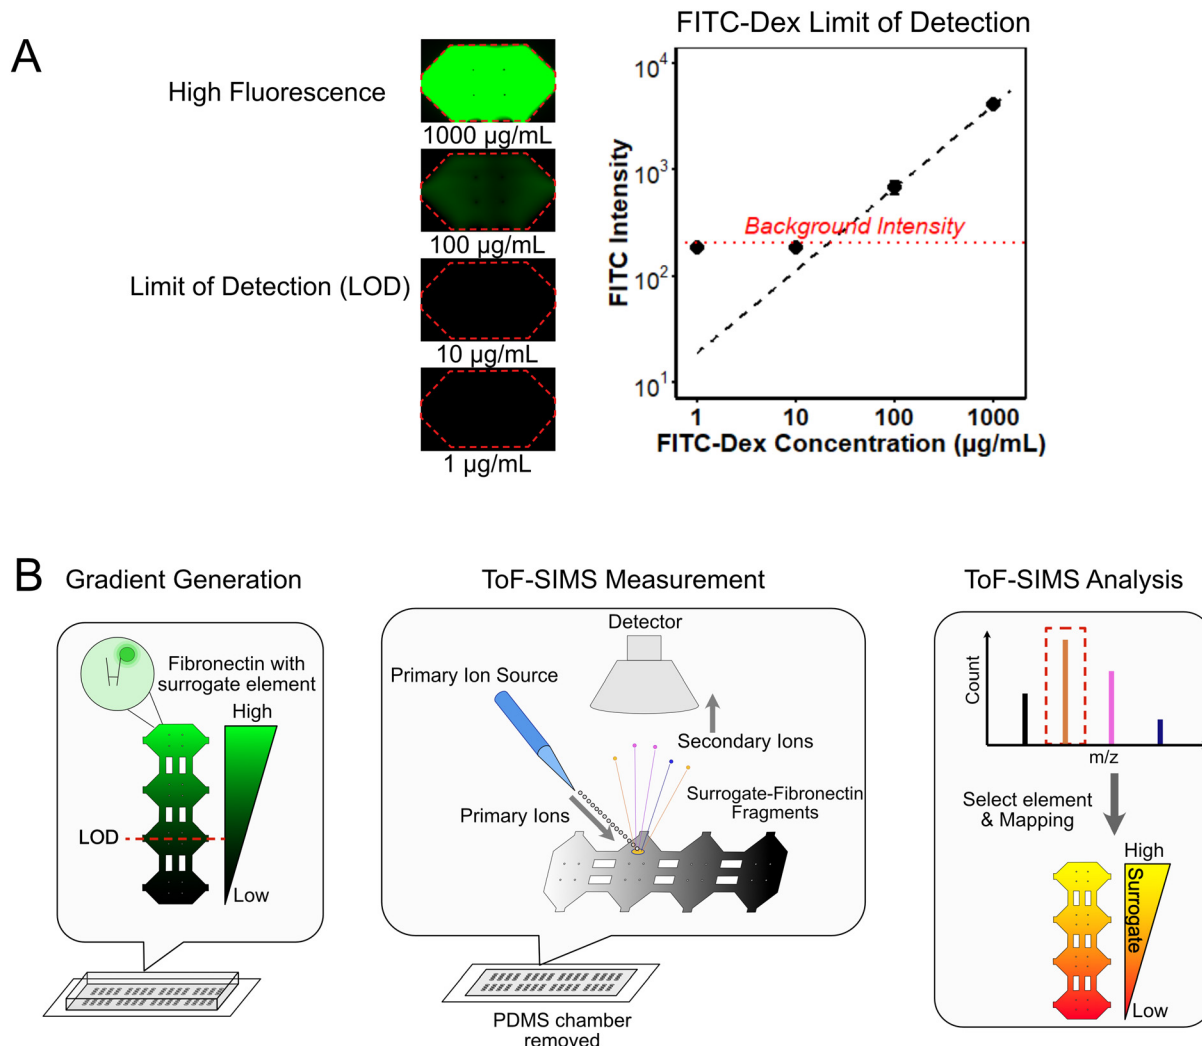 A
High Fluorescence
1000 µg/mL
100 µg/mL
Limit of Detection (LOD)
10 µg/mL
1 µg/mL
FITC-Dex Limit of Detection
FITC Intensity
10⁴
10³
10²
10¹
Background Intensity
1 10 100 1000
FITC-Dex Concentration (µg/mL)
B
Gradient Generation
Fibronectin with
surrogate element
High
LOD
Low
ToF-SIMS Measurement
Detector
Primary Ion Source
Secondary Ions
Primary Ions
Surrogate-Fibronectin
Fragments
PDMS chamber
removed
ToF-SIMS Analysis
Count
m/z
Select element
& Mapping
High
Surrogate
Low